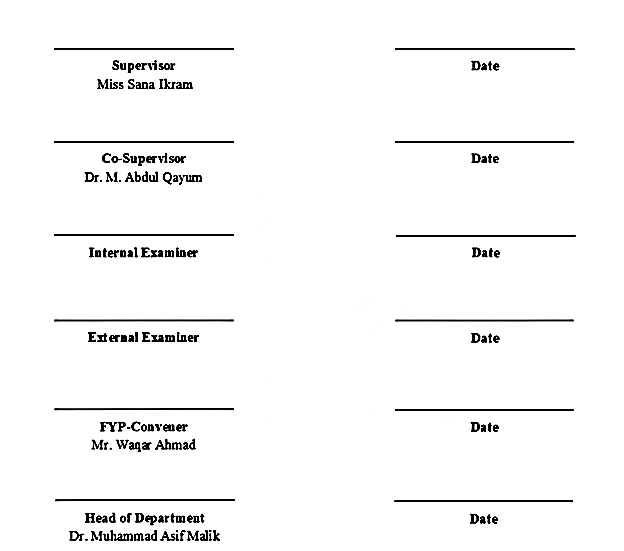 Supervisor Date
Miss Sana Ikram
Co-Supervisor Date
Dr. M. Abdul Qayum
Internal Examiner Date
External Examiner Date
FYP-Convener Date
Mr. Waqar Ahmad
Head of Department Date
Dr. Muhammad Asif Malik